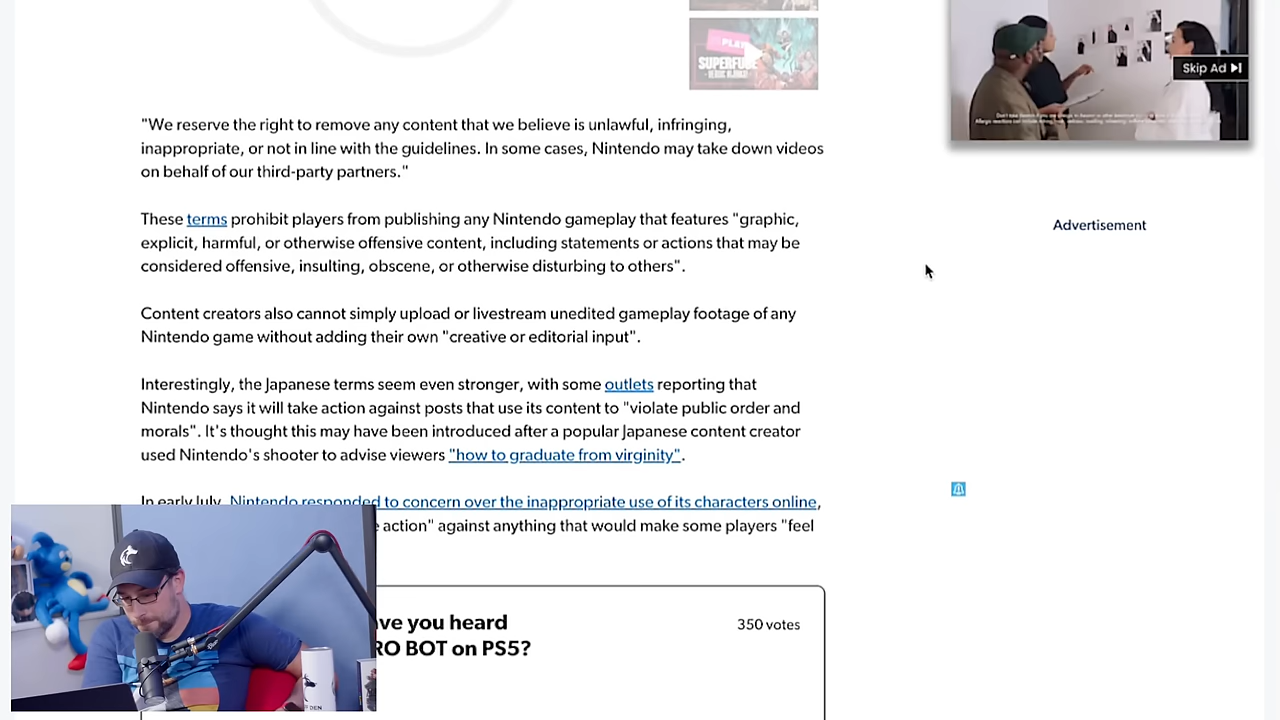 PLAY
SUPERFUSE
Skip Ad
"We reserve the right to remove any content that we believe is unlawful, infringing,
inappropriate, or not in line with the guidelines. In some cases, Nintendo may take down videos
on behalf of our third-party partners."
These terms prohibit players from publishing any Nintendo gameplay that features "graphic,
explicit, harmful, or otherwise offensive content, including statements or actions that may be
considered offensive, insulting, obscene, or otherwise disturbing to others".
Advertisement
Content creators also cannot simply upload or livestream unedited gameplay footage of any
Nintendo game without adding their own "creative or editorial input".
Interestingly, the Japanese terms seem even stronger, with some outlets reporting that
Nintendo says it will take action against posts that use its content to "violate public order and
morals". It's thought this may have been introduced after a popular Japanese content creator
used Nintendo's shooter to advise viewers "how to graduate from virginity".
In early July, Nintendo responded to concern over the inappropriate use of its characters online,
action" against anything that would make some players "feel
ve you heard
RO BOT on PS5?
350 votes
DEN